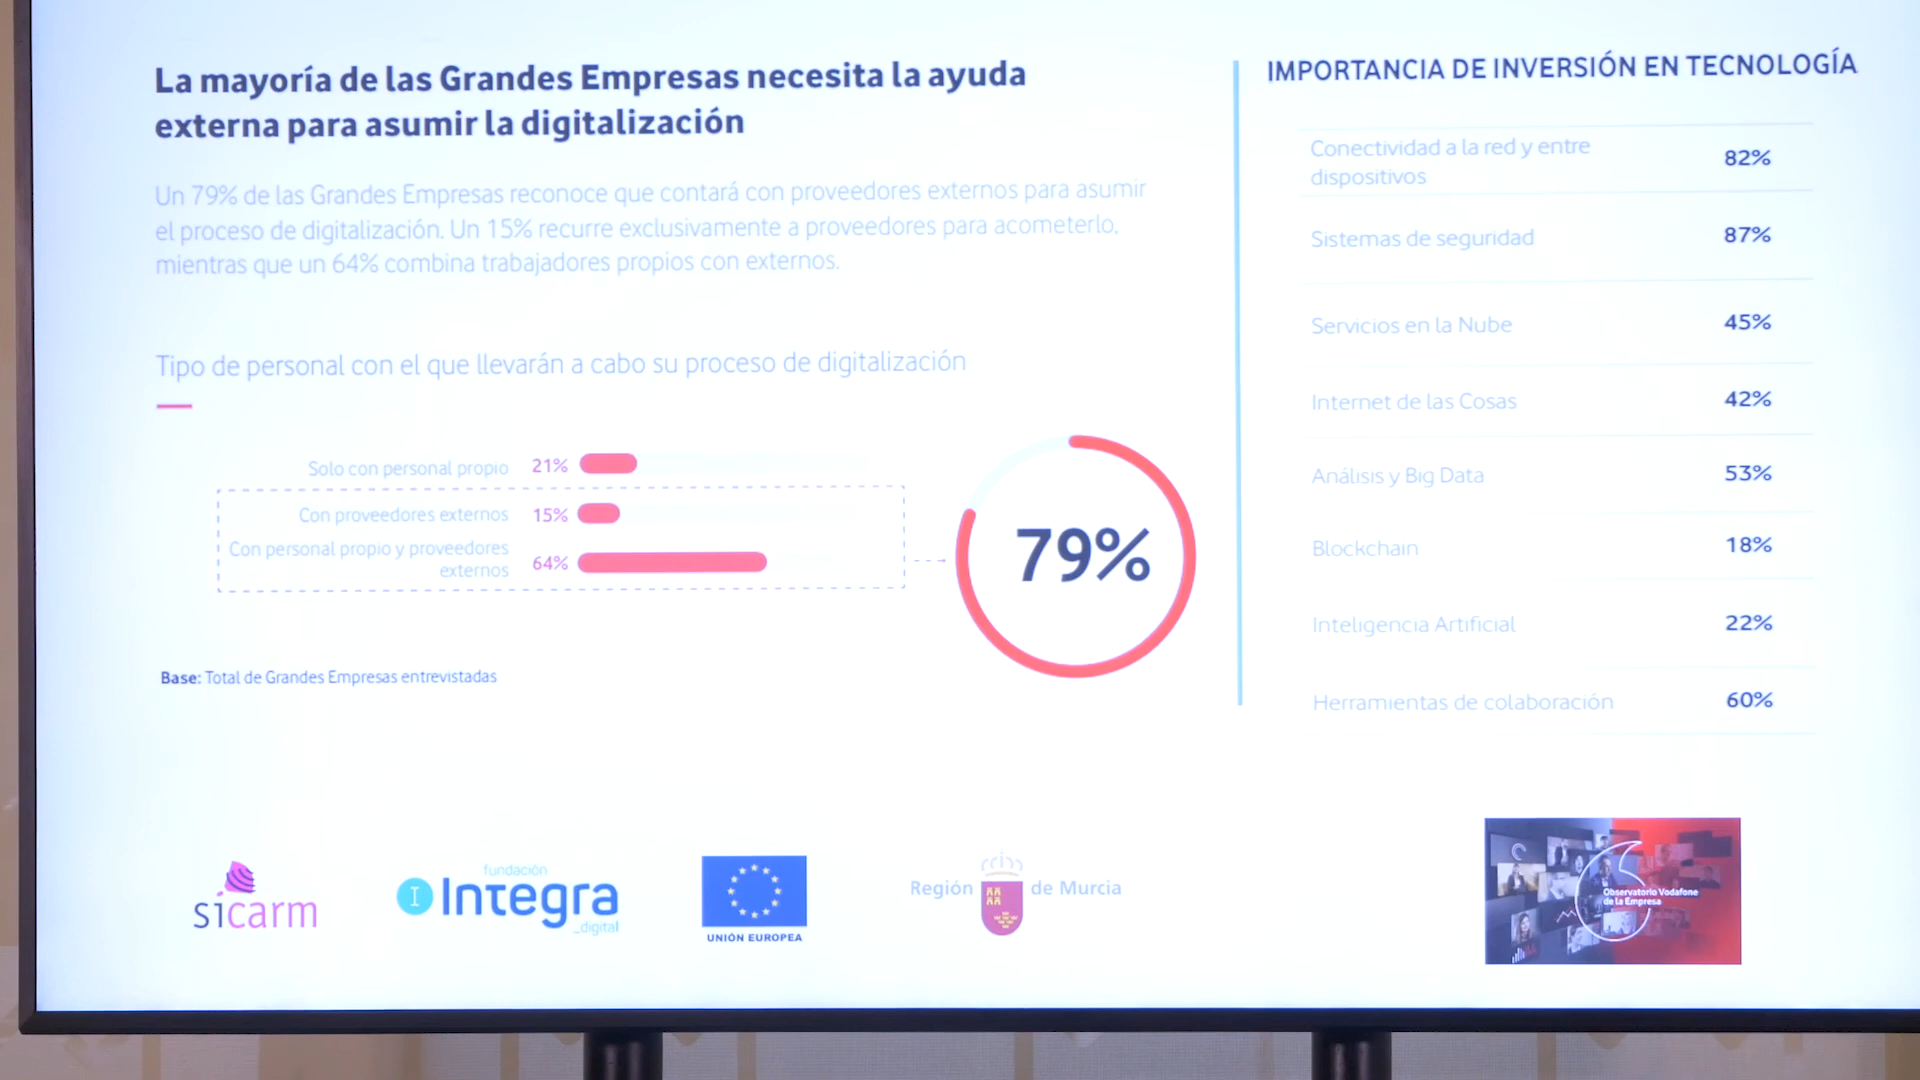 La mayoría de las Grandes Empresas necesita la ayuda
externa para asumir la digitalización
Un 79% de las Grandes Empresas reconoce que contará con proveedores externos para asumir
el proceso de digitalización. Un 15% recurre exclusivamente a proveedores para acometerlo,
mientras que un 64% combina trabajadores propios con externos.
Tipo de personal con el que llevarán a cabo su proceso de digitalización
Solo con personal propio 21%
Con proveedores externos 15%
Con personal propio y proveedores
externos 64%
79%
Base: Total de Grandes Empresas entrevistadas
IMPORTANCIA DE INVERSIÓN EN TECNOLOGÍA
Conectividad a la red y entre
dispositivos 82%
Sistemas de seguridad 87%
Servicios en la Nube 45%
Internet de las Cosas 42%
Análisis y Big Data 53%
Blockchain 18%
Inteligencia Artificial 22%
Herramientas de colaboración 60%
sicarm
fundación
Integra
_digital
UNIÓN EUROPEA
Región de Murcia
Observatorio Vodafone
de la Empresa